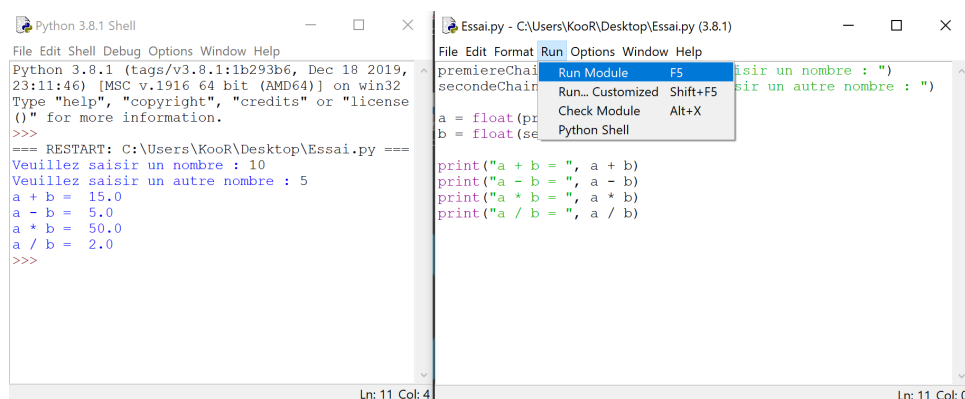 Python 3.8.1 Shell
File Edit Shell Debug Options Window Help
Python 3.8.1 (tags/v3.8.1:1b293b6, Dec 18 2019,
23:11:46) [MSC v.1916 64 bit (AMD64)] on win32
Type "help", "copyright", "credits" or "license
()" for more information.
>>>
=== RESTART: C:\Users\KooR\Desktop\Essai.py ===
Veuillez saisir un nombre : 10
Veuillez saisir un autre nombre : 5
a + b =  15.0
a - b =  5.0
a * b =  50.0
a / b =  2.0
>>>
Ln: 11 Col: 4
Essai.py - C:\Users\KooR\Desktop\Essai.py (3.8.1)
File Edit Format Run Options Window Help
premiereChai isir un nombre : ")
secondeChain sir un autre nombre : ")
a = float(pr
b = float(se
print("a + b = ", a + b)
print("a - b = ", a - b)
print("a * b = ", a * b)
print("a / b = ", a / b)
Run Module F5
Run... Customized Shift+F5
Check Module Alt+X
Python Shell
Ln: 11 Col: 0